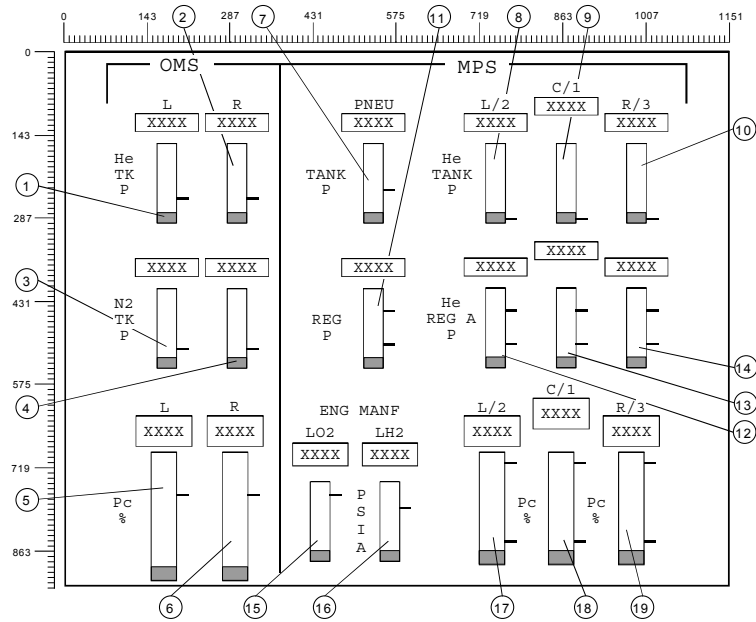 2 7 11 8 9
0 143 287 431 575 719 863 1007 1151
0
OMS MPS
C/1
L R PNEU L/2 XXXX R/3
XXXX XXXX XXXX XXXX XXXX
143
10
He TANK He
TK P TANK
P P
1
287
XXXX
XXXX XXXX XXXX XXXX XXXX
3
N2 He
431
TK REG REG A
P P P
14
4
13
575
C/1
L R ENG MANF L/2 XXXX R/3
12
XXXX XXXX LO2 LH2 XXXX XXXX
XXXX XXXX
719
5
Pc P Pc Pc
% S % %
I
A
863
6 15 16 17 18 19